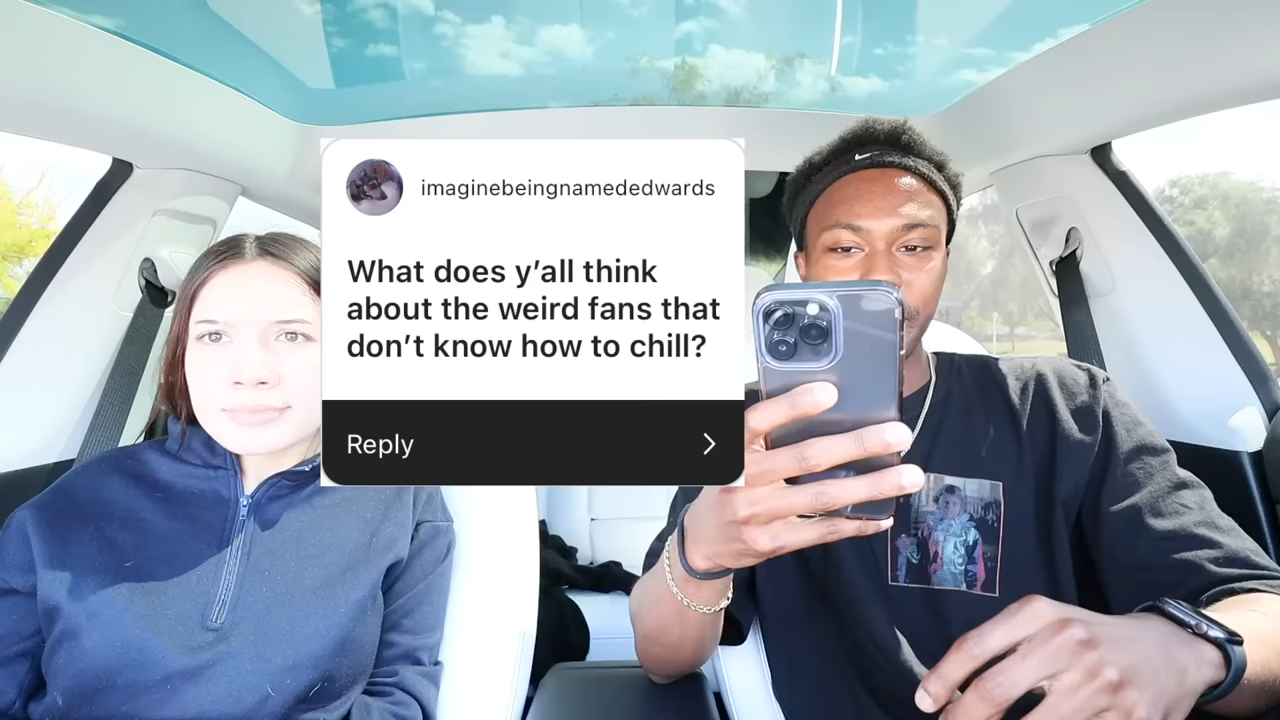 imaginebeingnamededwards
What does y’all think
about the weird fans that
don’t know how to chill?
Reply